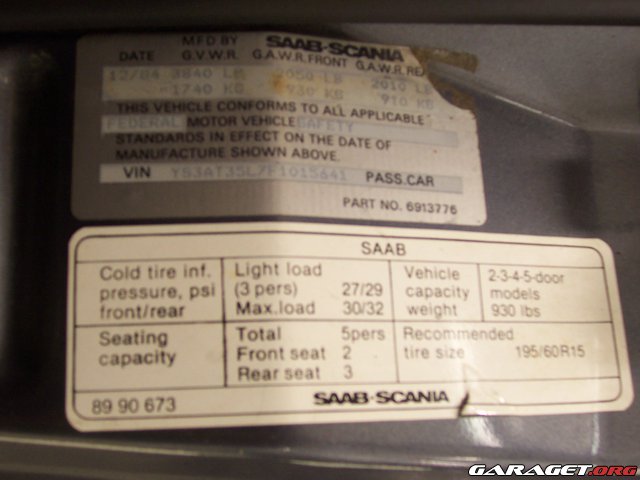 MFD BY SAAB-SCANIA
DATE G.V.W.R. G.A.W.R.FRONT G.A.W.R.REA
12/84 3840 LB 2050 LB 2010 LB
1740 KG 930 KG 910 KG
THIS VEHICLE CONFORMS TO ALL APPLICABLE
FEDERAL MOTOR VEHICLE SAFETY
STANDARDS IN EFFECT ON THE DATE OF
MANUFACTURE SHOWN ABOVE.
VIN YS3AT35L7F1015641 PASS.CAR
PART NO. 6913776
SAAB
Cold tire inf. pressure, psi front/rear
Light load
(3 pers) 27/29
Max.load 30/32
Vehicle capacity weight
2-3-4-5-door
models
930 lbs
Seating
capacity
Total 5pers
Front seat 2
Rear seat 3
Recommended
tire size 195/60R15
89 90 673
SAAB-SCANIA
GARAGET.ORG